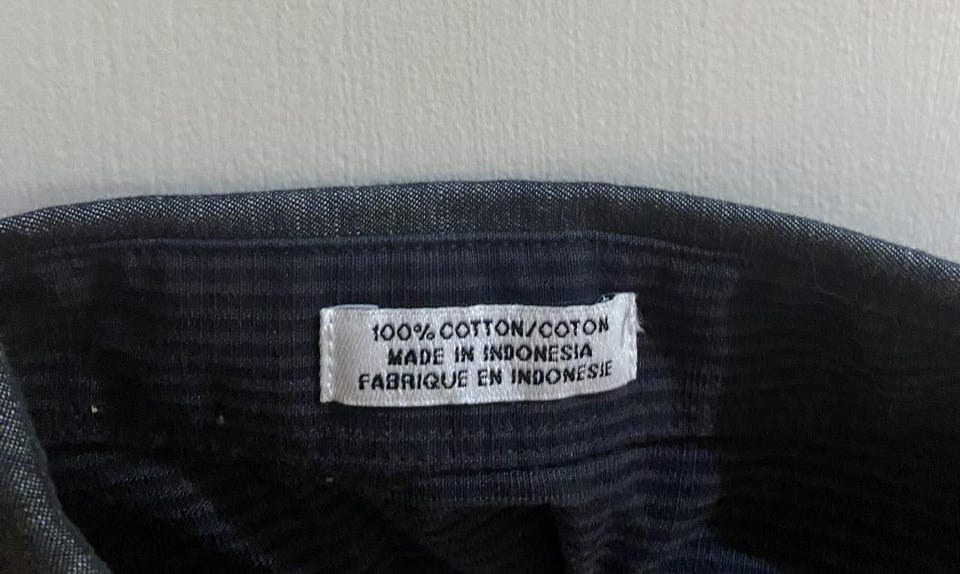 100% COTTON/COTON
MADE IN INDONESIA
FABRIQUE EN INDONESIE